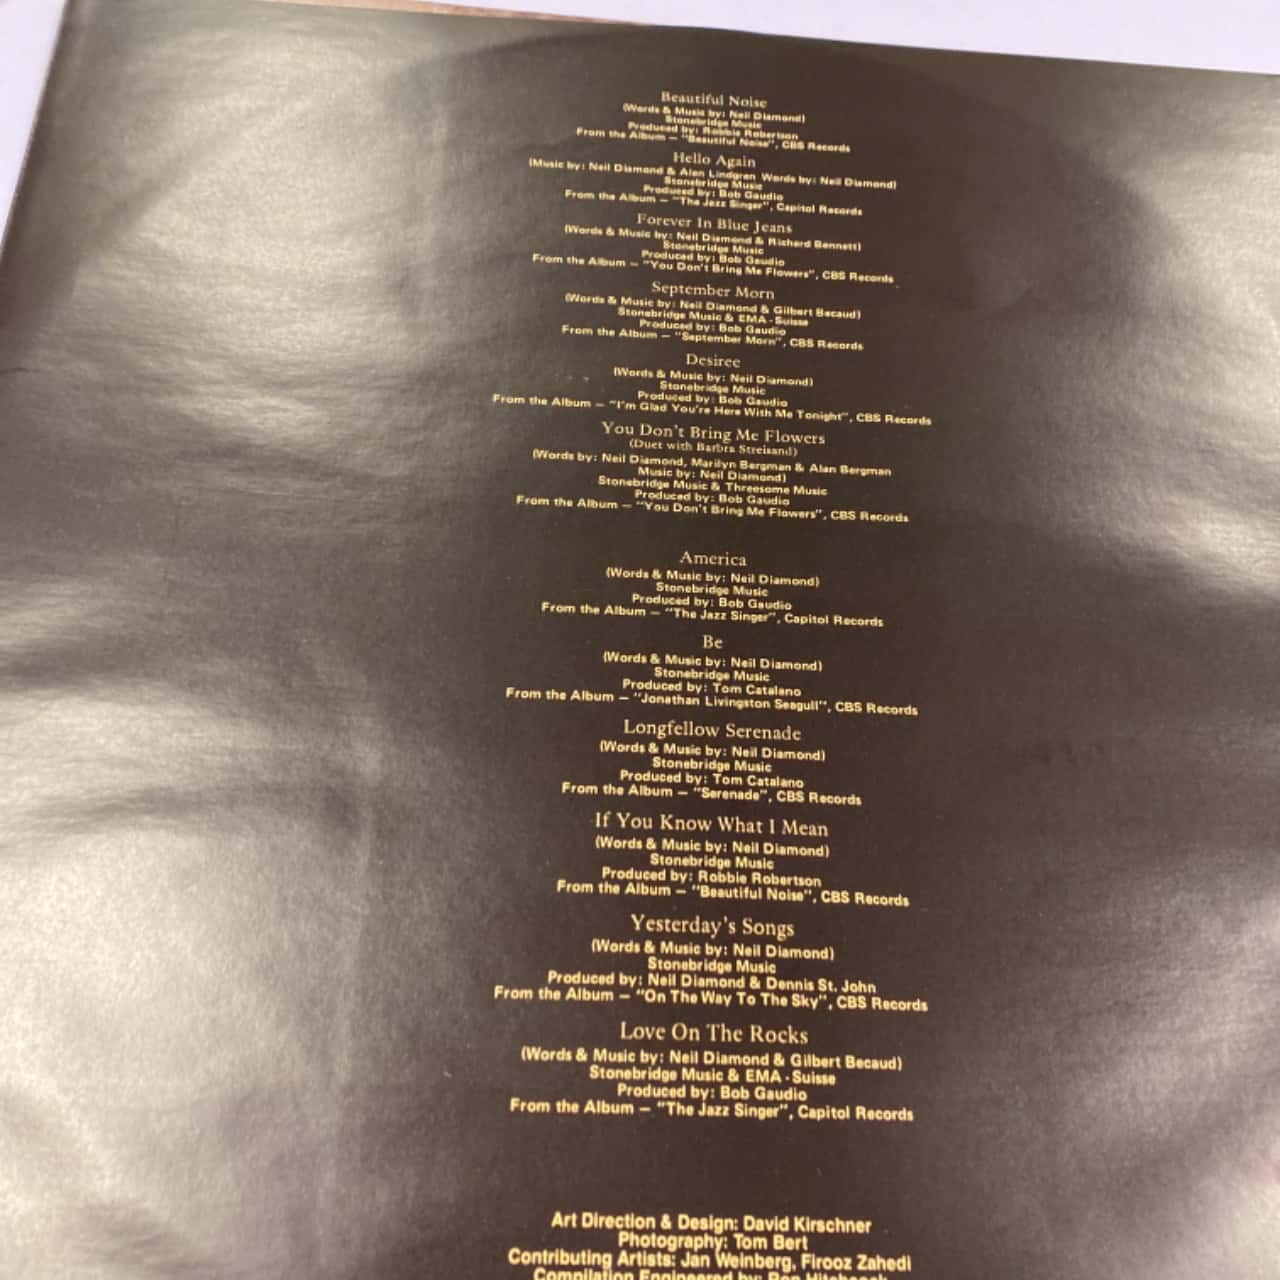 Beautiful Noise
(Words & Music by: Neil Diamond)
Stonebridge Music
Produced by: Robbie Robertson
From the Album — "Beautiful Noise", CBS Records
Hello Again
(Music by: Neil Diamond & Alan Lindgren Words by: Neil Diamond)
Stonebridge Music
Produced by: Bob Gaudio
From the Album — "The Jazz Singer", Capitol Records
Forever In Blue Jeans
(Words & Music by: Neil Diamond & Richard Bennett)
Stonebridge Music
Produced by: Bob Gaudio
From the Album — "You Don't Bring Me Flowers", CBS Records
September Morn
(Words & Music by: Neil Diamond & Gilbert Becaud)
Stonebridge Music & EMA-Suisse
Produced by: Bob Gaudio
From the Album — "September Morn", CBS Records
Desiree
(Words & Music by: Neil Diamond)
Stonebridge Music
Produced by: Bob Gaudio
From the Album — "I'm Glad You're Here With Me Tonight", CBS Records
You Don't Bring Me Flowers
(Duet with Barbra Streisand)
(Words by: Neil Diamond, Marilyn Bergman & Alan Bergman
Music by: Neil Diamond)
Stonebridge Music & Threesome Music
Produced by: Bob Gaudio
From the Album — "You Don't Bring Me Flowers", CBS Records
America
(Words & Music by: Neil Diamond)
Stonebridge Music
Produced by: Bob Gaudio
From the Album — "The Jazz Singer", Capitol Records
Be
(Words & Music by: Neil Diamond)
Stonebridge Music
Produced by: Tom Catalano
From the Album — "Jonathan Livingston Seagull", CBS Records
Longfellow Serenade
(Words & Music by: Neil Diamond)
Stonebridge Music
Produced by: Tom Catalano
From the Album — "Serenade", CBS Records
If You Know What I Mean
(Words & Music by: Neil Diamond)
Stonebridge Music
Produced by: Robbie Robertson
From the Album — "Beautiful Noise", CBS Records
Yesterday's Songs
(Words & Music by: Neil Diamond)
Stonebridge Music
Produced by: Neil Diamond & Dennis St. John
From the Album — "On The Way To The Sky", CBS Records
Love On The Rocks
(Words & Music by: Neil Diamond & Gilbert Becaud)
Stonebridge Music & EMA-Suisse
Produced by: Bob Gaudio
From the Album — "The Jazz Singer", Capitol Records
Art Direction & Design: David Kirschner
Photography: Tom Bert
Contributing Artists: Jan Weinberg, Firooz Zahedi
Compilation Engineered by: Ron Hitchcock